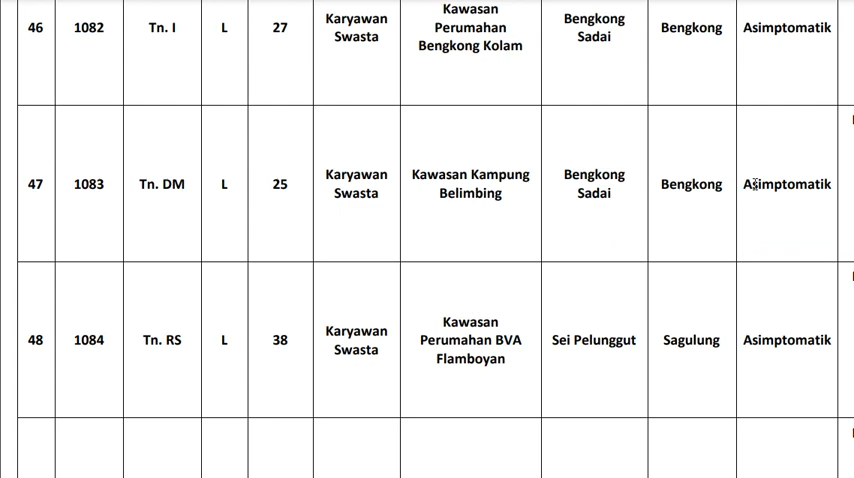 46 1082 Tn. I L 27 Karyawan Swasta Kawasan Perumahan Bengkong Kolam Bengkong Sadai Bengkong Asimptomatik
47 1083 Tn. DM L 25 Karyawan Swasta Kawasan Kampung Belimbing Bengkong Sadai Bengkong Asimptomatik
48 1084 Tn. RS L 38 Karyawan Swasta Kawasan Perumahan BVA Flamboyan Sei Pelunggut Sagulung Asimptomatik